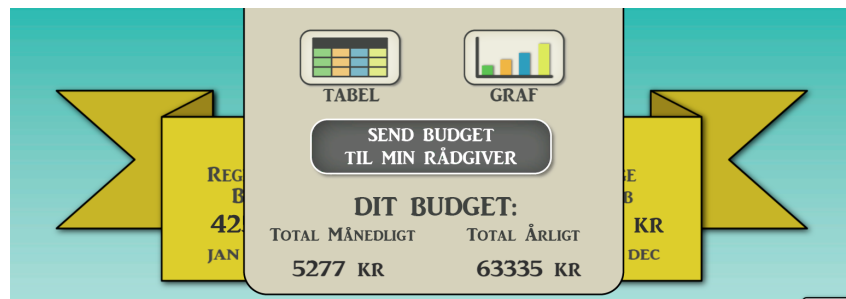 TABEL GRAF
SEND BUDGET
TIL MIN RÅDGIVER
DIT BUDGET:
TOTAL MÅNEDLIGT TOTAL ÅRLIGT
5277 KR 63335 KR
KR
JAN DEC